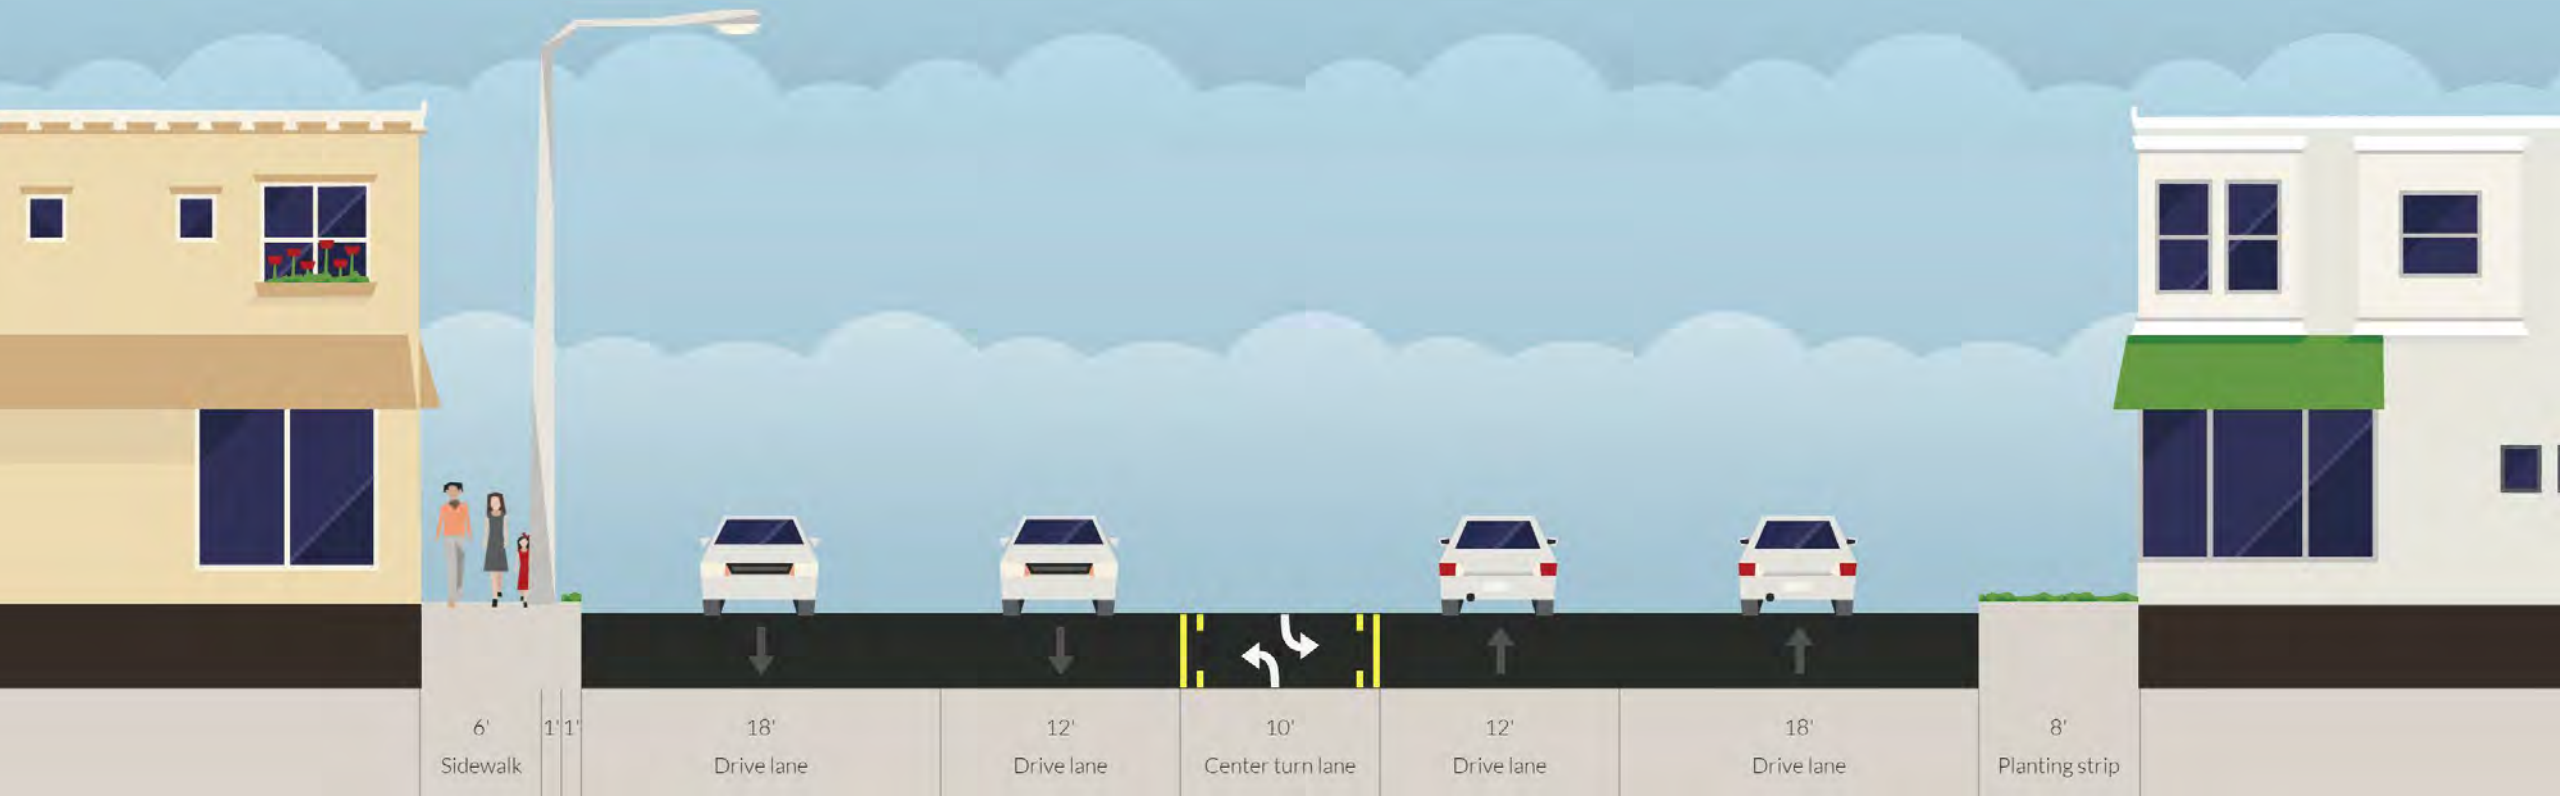 6' 1' 1' 18' 12' 10' 12' 18' 8'
Sidewalk Drive lane Drive lane Center turn lane Drive lane Drive lane Planting strip